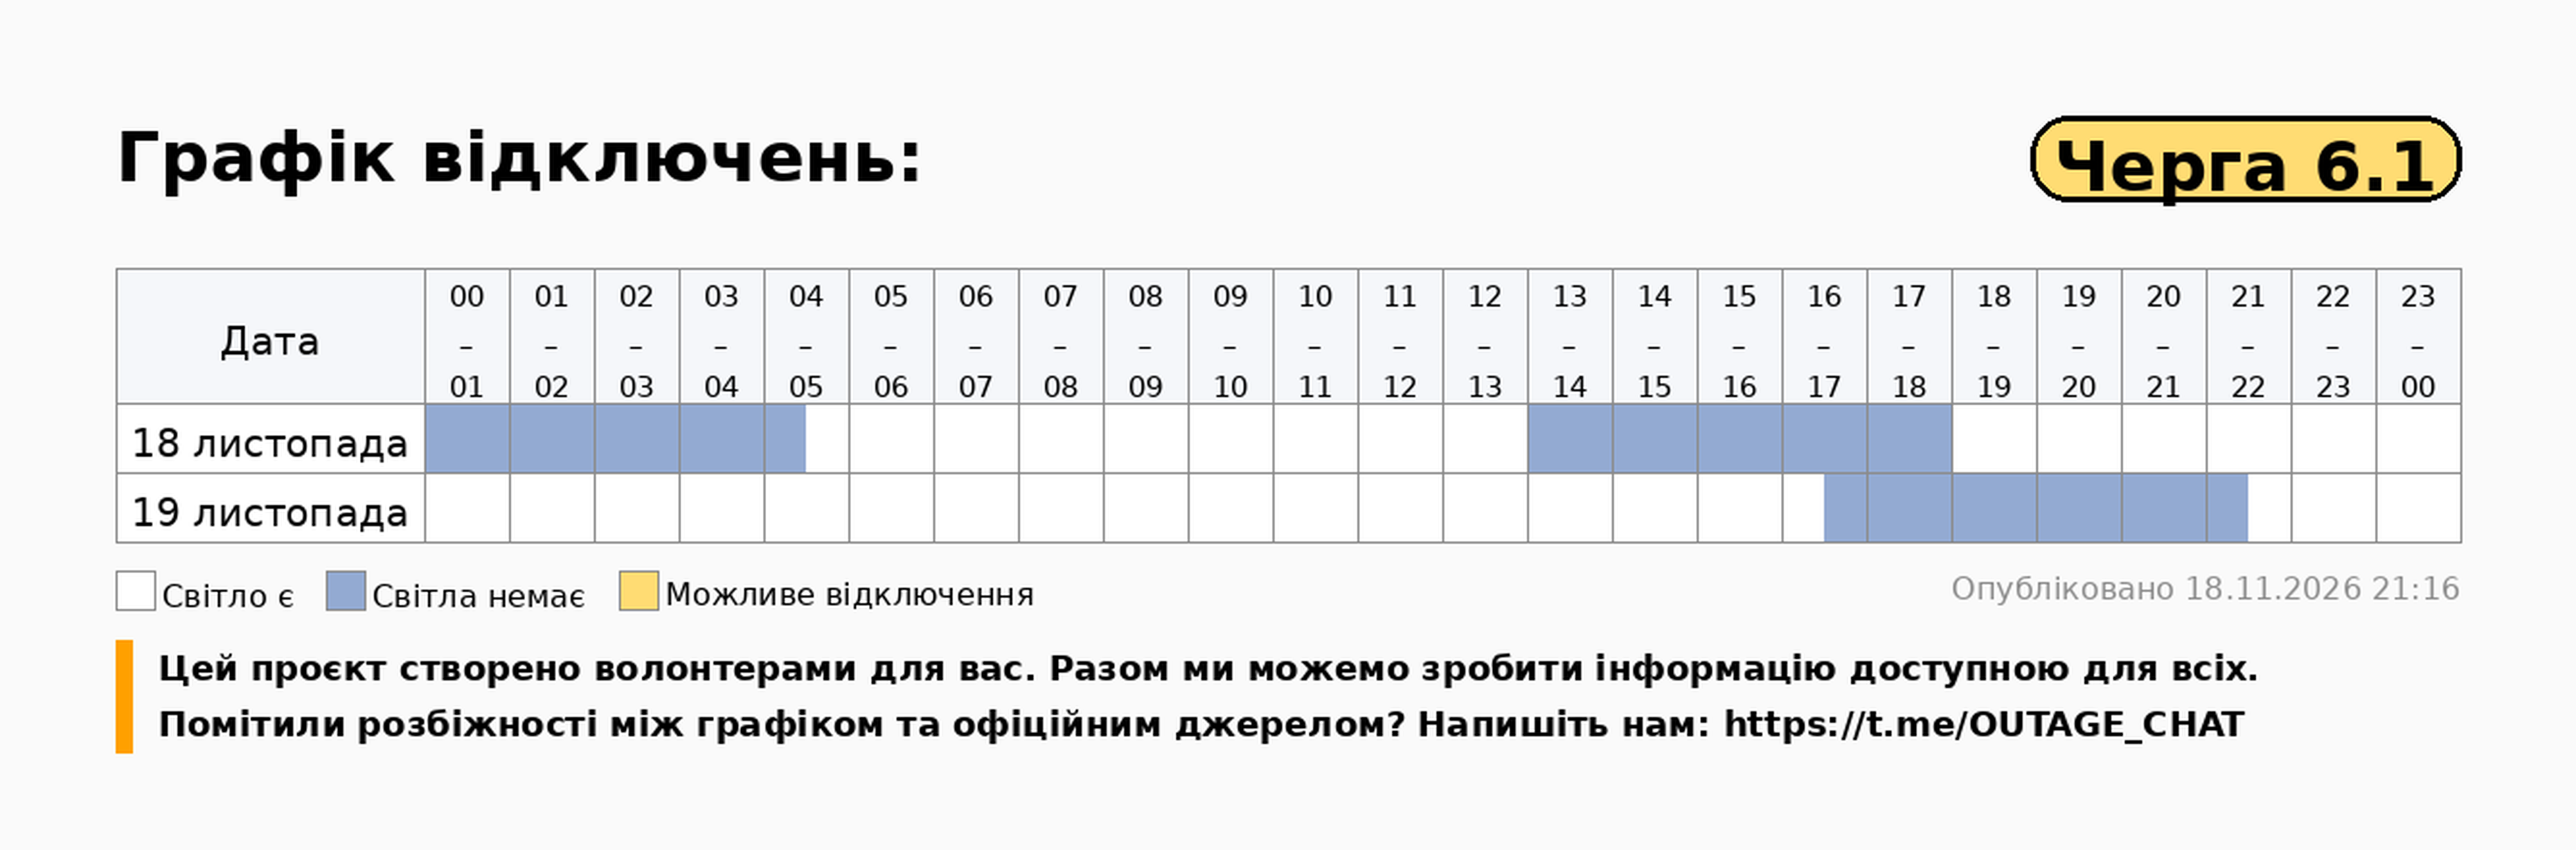 Графік відключень:
Черга 6.1
Дата 00 – 01 01 – 02 02 – 03 03 – 04 04 – 05 05 – 06 06 – 07 07 – 08 08 – 09 09 – 10 10 – 11 11 – 12 12 – 13 13 – 14 14 – 15 15 – 16 16 – 17 17 – 18 18 – 19 19 – 20 20 – 21 21 – 22 22 – 23 23 – 00
18 листопада
19 листопада
Світло є Світла немає Можливе відключення
Опубліковано 18.11.2026 21:16
Цей проєкт створено волонтерами для вас. Разом ми можемо зробити інформацію доступною для всіх.
Помітили розбіжності між графіком та офіційним джерелом? Напишіть нам: https://t.me/OUTAGE_CHAT